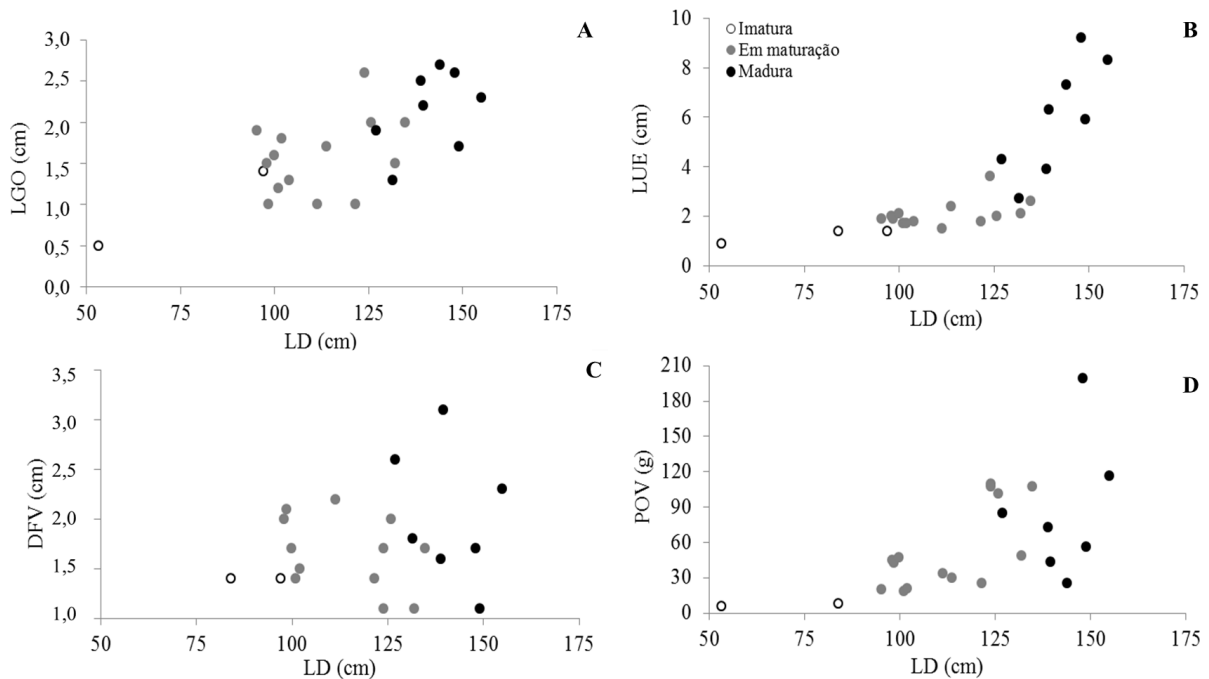 A
3,0
2,5
2,0
1,5
1,0
0,5
0,0
LGO (cm)
50 75 100 125 150 175
LD (cm)
B
Imatura
Em maturação
Madura
10
8
6
4
2
0
LUE (cm)
50 75 100 125 150 175
LD (cm)
C
3,5
3,0
2,5
2,0
1,5
1,0
DFV (cm)
50 75 100 125 150 175
LD (cm)
D
210
180
150
120
90
60
30
0
POV (g)
50 75 100 125 150 175
LD (cm)